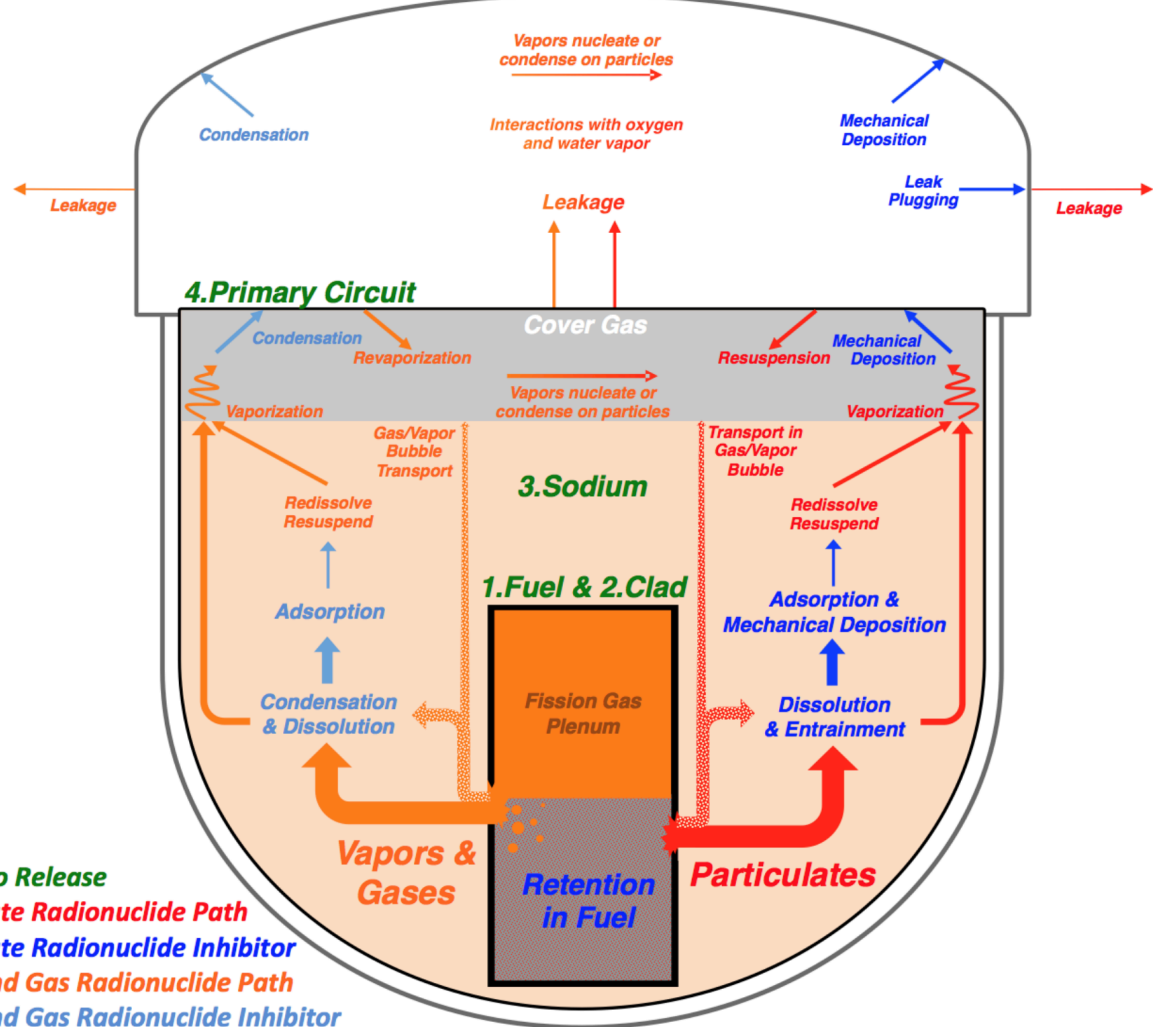 Vapors nucleate or
condense on particles
Condensation
Interactions with oxygen
and water vapor
Mechanical
Deposition
Leakage
Leakage
Leak
Plugging
Leakage
4.Primary Circuit
Cover Gas
Condensation
Revaporization
Resuspension
Mechanical
Deposition
Vaporization
Vapors nucleate or
condense on particles
Vaporization
Gas/Vapor
Bubble
Transport
Transport in
Gas/Vapor
Bubble
3.Sodium
Redissolve
Resuspend
Redissolve
Resuspend
1.Fuel & 2.Clad
Adsorption
Adsorption &
Mechanical Deposition
Condensation
& Dissolution
Fission Gas
Plenum
Dissolution
& Entrainment
Vapors &
Gases
Retention
in Fuel
Particulates
o Release
te Radionuclide Path
te Radionuclide Inhibitor
nd Gas Radionuclide Path
nd Gas Radionuclide Inhibitor